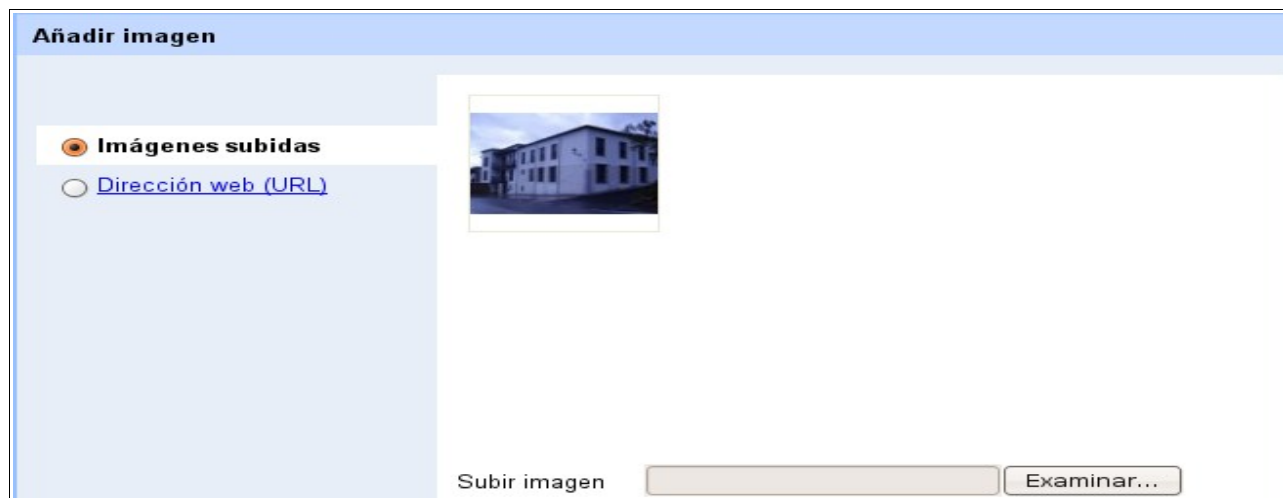 Añadir imagen
Imágenes subidas
Dirección web (URL)
Subir imagen
Examinar...